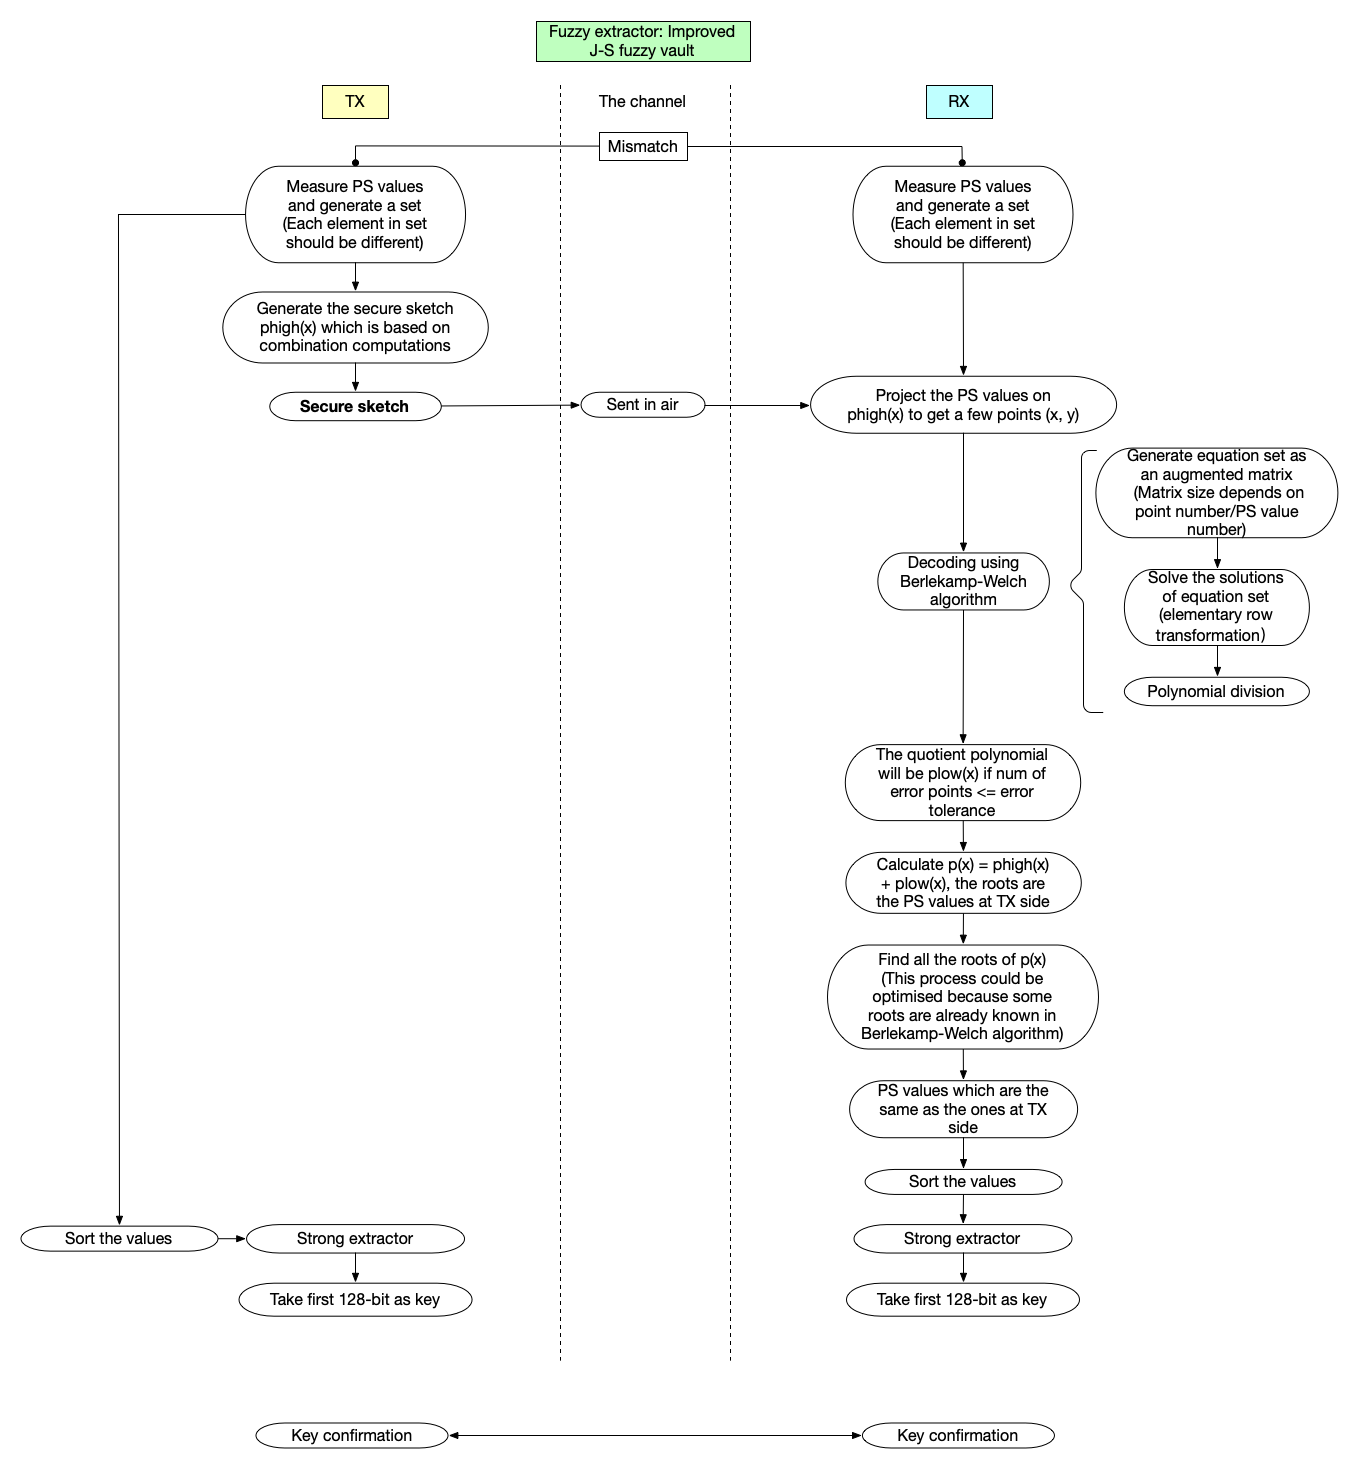 Fuzzy extractor: Improved
J-S fuzzy vault
TX
The channel
RX
Mismatch
Measure PS values
and generate a set
(Each element in set
should be different)
Measure PS values
and generate a set
(Each element in set
should be different)
Generate the secure sketch
phigh(x) which is based on
combination computations
Secure sketch
Sent in air
Project the PS values on
phigh(x) to get a few points (x, y)
Generate equation set as
an augmented matrix
(Matrix size depends on
point number/PS value
number)
Decoding using
Berlekamp-Welch
algorithm
Solve the solutions
of equation set
(elementary row
transformation)
Polynomial division
The quotient polynomial
will be plow(x) if num of
error points <= error
tolerance
Calculate p(x) = phigh(x)
+ plow(x), the roots are
the PS values at TX side
Find all the roots of p(x)
(This process could be
optimised because some
roots are already known in
Berlekamp-Welch algorithm)
PS values which are the
same as the ones at TX
side
Sort the values
Sort the values
Strong extractor
Strong extractor
Take first 128-bit as key
Take first 128-bit as key
Key confirmation
Key confirmation